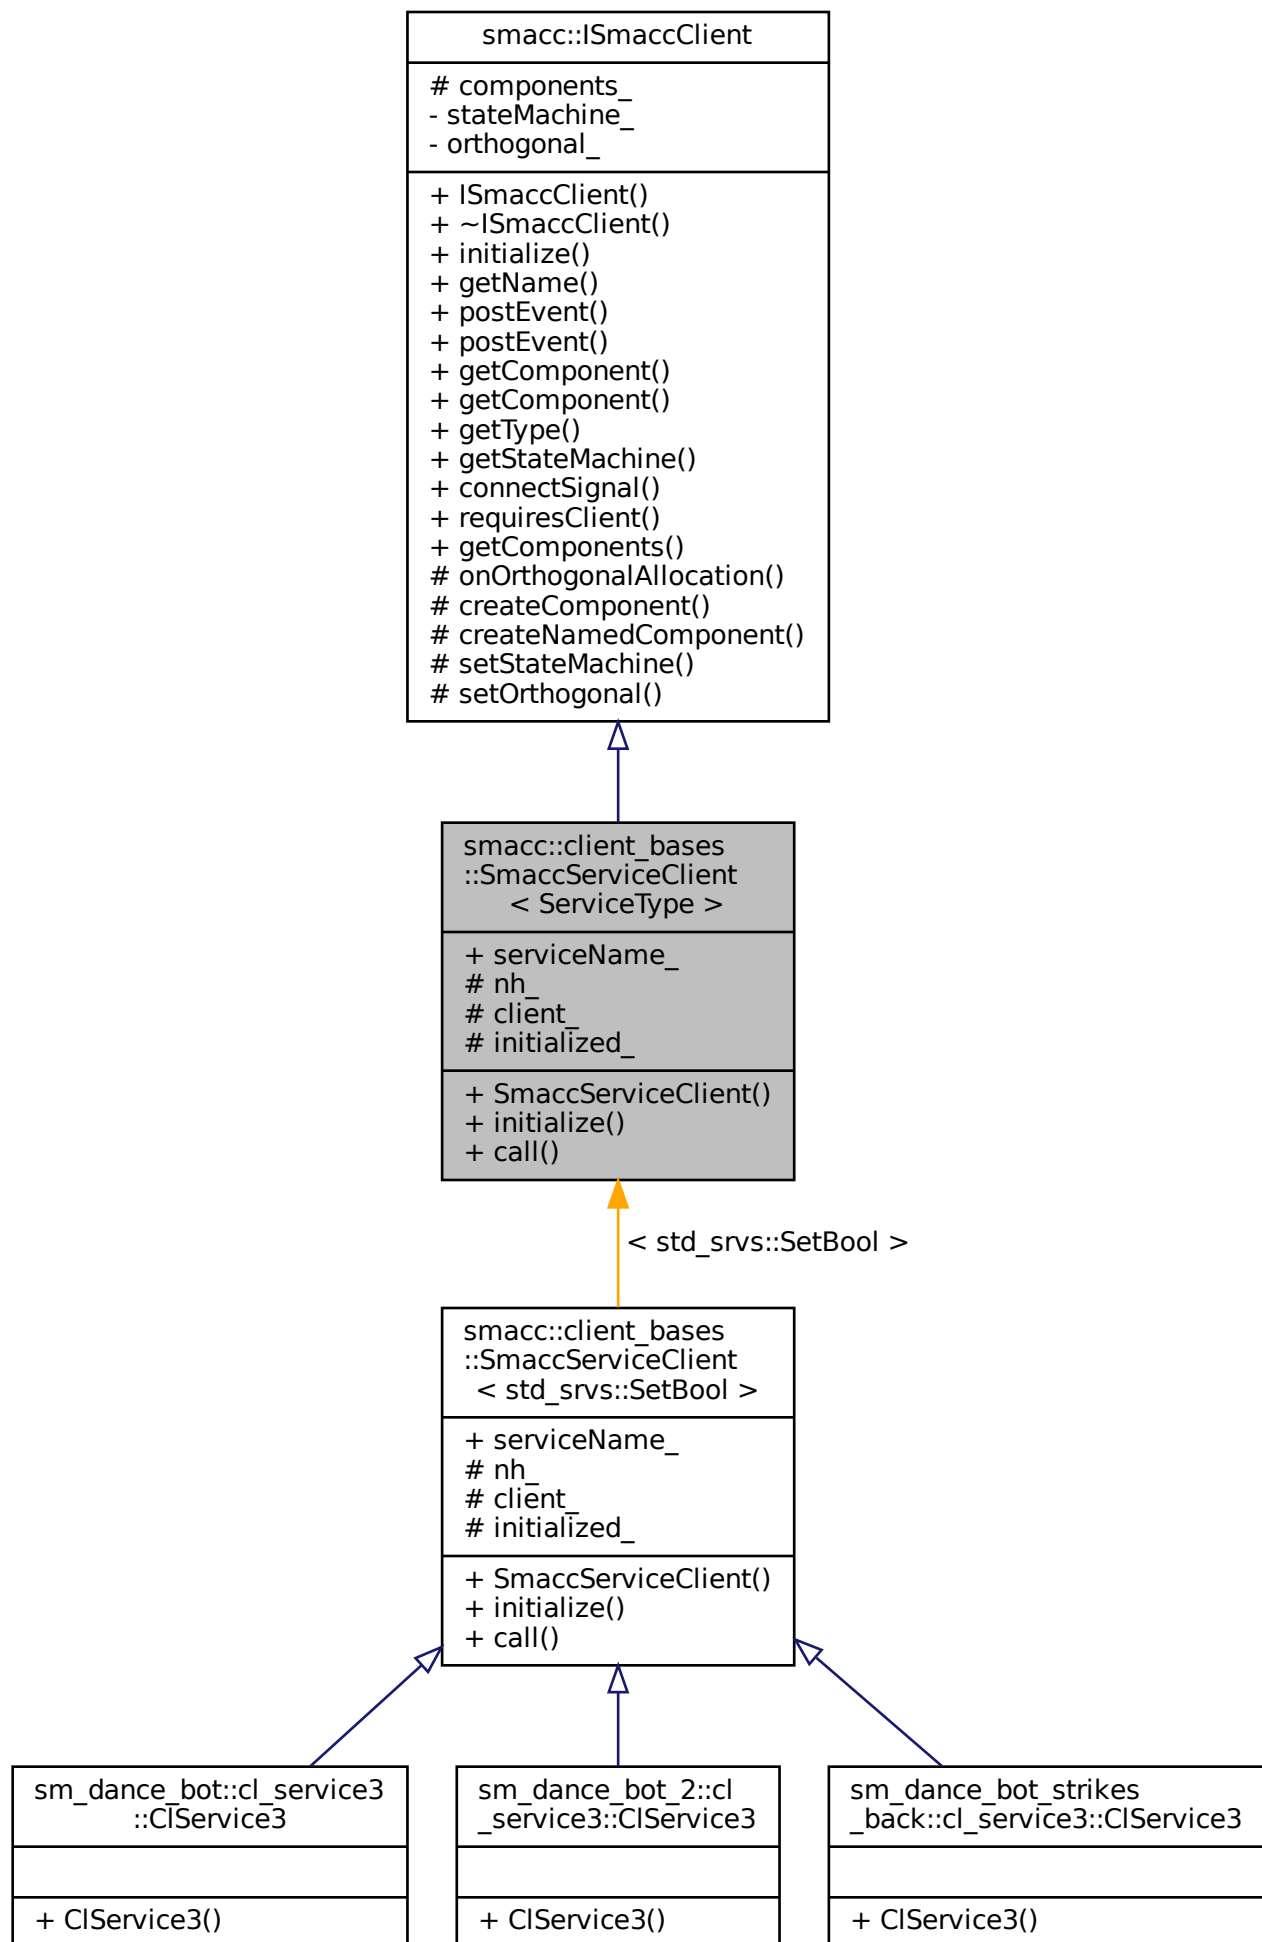 smacc::ISmaccClient
# components_
- stateMachine_
- orthogonal_
+ ISmaccClient()
+ ~ISmaccClient()
+ initialize()
+ getName()
+ postEvent()
+ postEvent()
+ getComponent()
+ getComponent()
+ getType()
+ getStateMachine()
+ connectSignal()
+ requiresClient()
+ getComponents()
# onOrthogonalAllocation()
# createComponent()
# createNamedComponent()
# setStateMachine()
# setOrthogonal()
smacc::client_bases
::SmaccServiceClient
< ServiceType >
+ serviceName_
# nh_
# client_
# initialized_
+ SmaccServiceClient()
+ initialize()
+ call()
< std_srvs::SetBool >
smacc::client_bases
::SmaccServiceClient
< std_srvs::SetBool >
+ serviceName_
# nh_
# client_
# initialized_
+ SmaccServiceClient()
+ initialize()
+ call()
sm_dance_bot::cl_service3
::ClService3
+ ClService3()
sm_dance_bot_2::cl
_service3::ClService3
+ ClService3()
sm_dance_bot_strikes
_back::cl_service3::ClService3
+ ClService3()